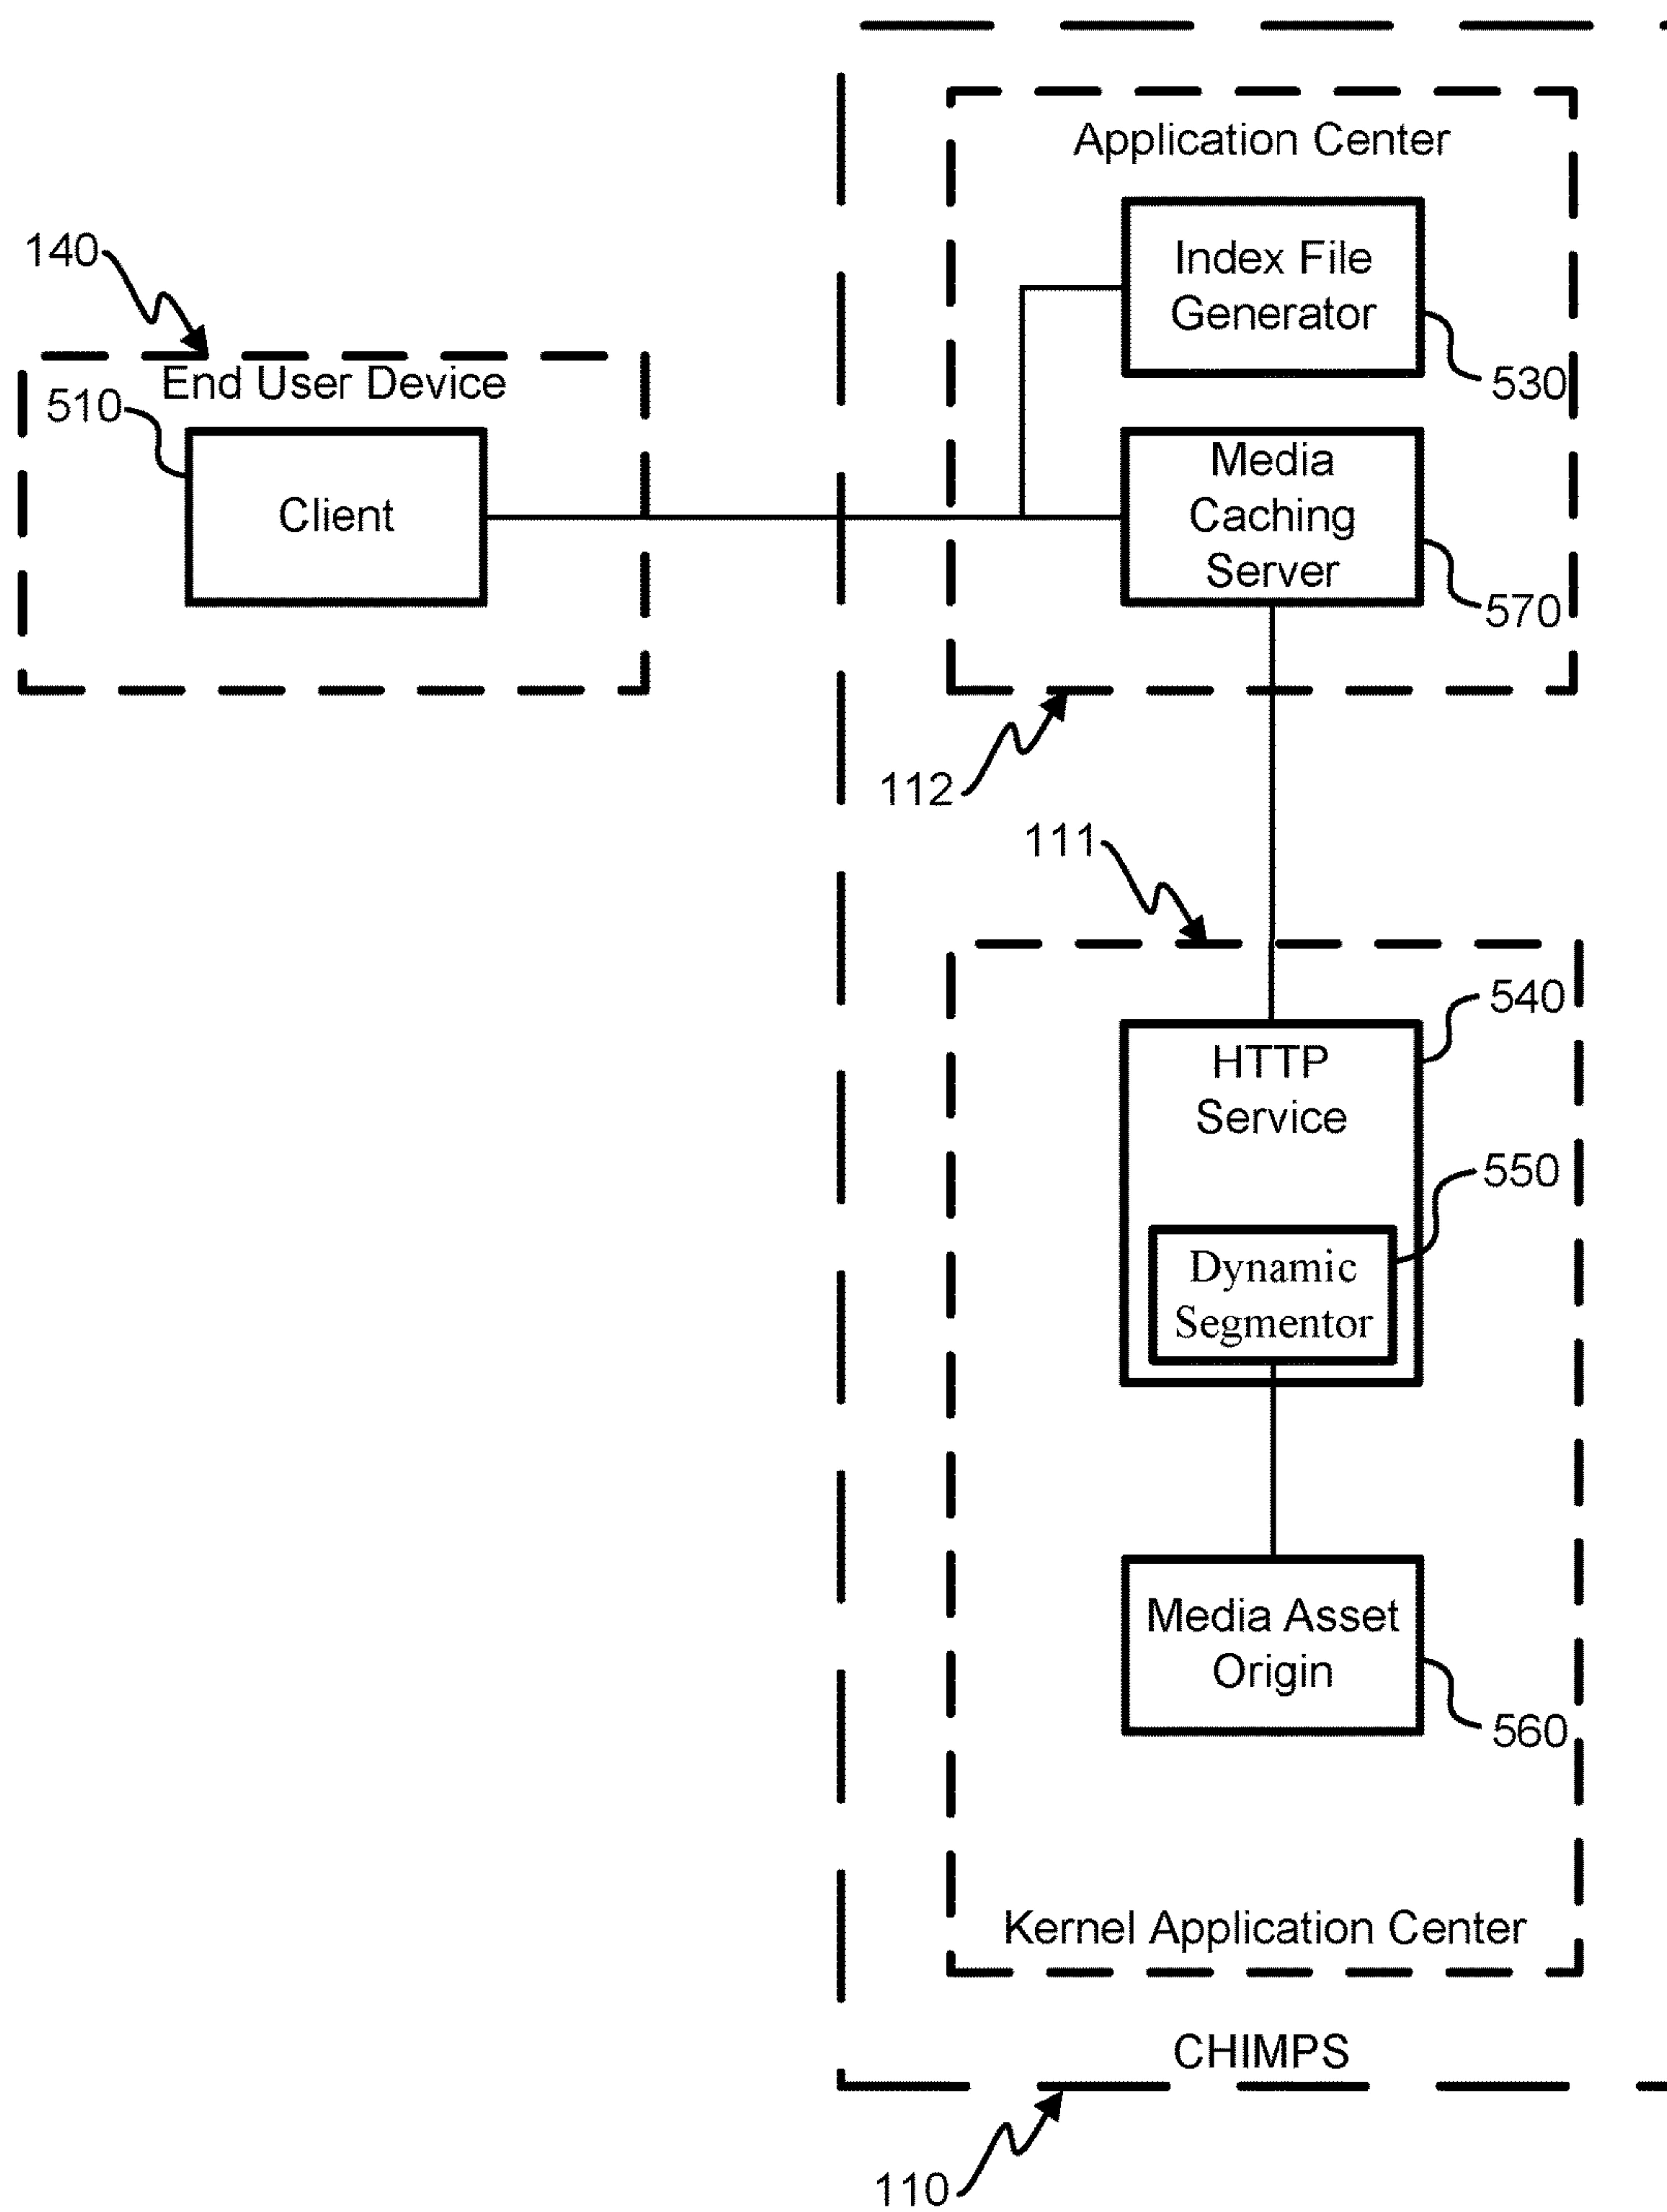 Application Center
Index File
Generator
530
140
End User Device
510
Client
Media
Caching
Server
570
112
111
540
HTTP
Service
550
Dynamic
Segmentor
Media Asset
Origin
560
Kernel Application Center
CHIMPS
110